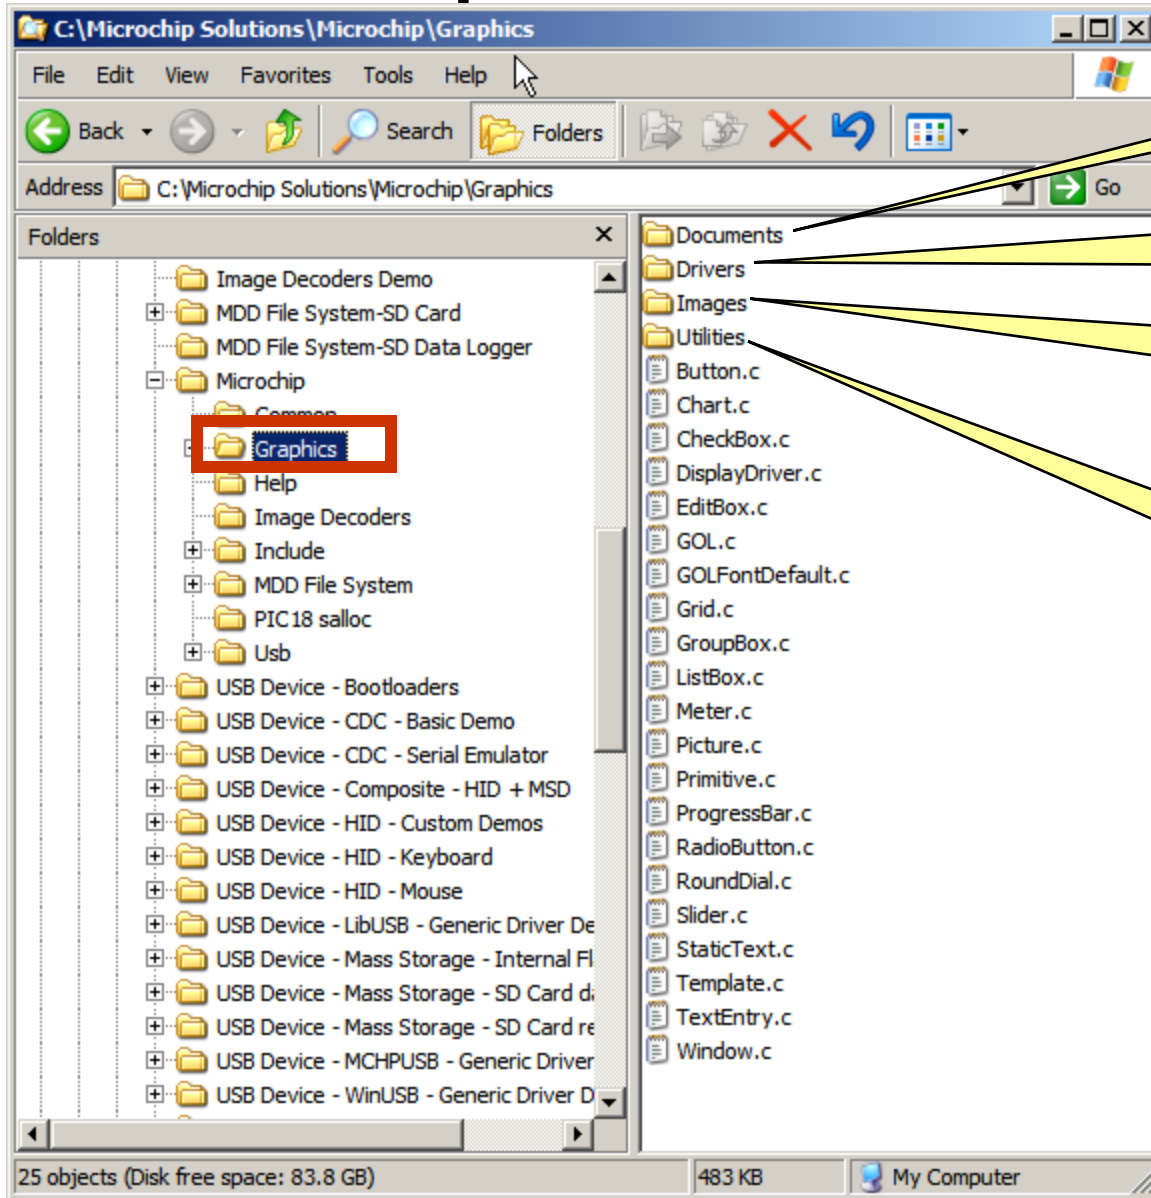 C:\Microchip Solutions\Microchip\Graphics
File Edit View Favorites Tools Help
Back Search Folders
Address C:\Microchip Solutions\Microchip\Graphics Go
Folders
Image Decoders Demo
MDD File System-SD Card
MDD File System-SD Data Logger
Microchip
Common
Graphics
Help
Image Decoders
Include
MDD File System
PIC18 salloc
Usb
USB Device - Bootloaders
USB Device - CDC - Basic Demo
USB Device - CDC - Serial Emulator
USB Device - Composite - HID + MSD
USB Device - HID - Custom Demos
USB Device - HID - Keyboard
USB Device - HID - Mouse
USB Device - LibUSB - Generic Driver De
USB Device - Mass Storage - Internal Fl
USB Device - Mass Storage - SD Card da
USB Device - Mass Storage - SD Card re
USB Device - MCHPUSB - Generic Driver
USB Device - WinUSB - Generic Driver D
Documents
Drivers
Images
Utilities
Button.c
Chart.c
CheckBox.c
DisplayDriver.c
EditBox.c
GOL.c
GOLFontDefault.c
Grid.c
GroupBox.c
ListBox.c
Meter.c
Picture.c
Primitive.c
ProgressBar.c
RadioButton.c
RoundDial.c
Slider.c
StaticText.c
Template.c
TextEntry.c
Window.c
25 objects (Disk free space: 83.8 GB) 483 KB My Computer